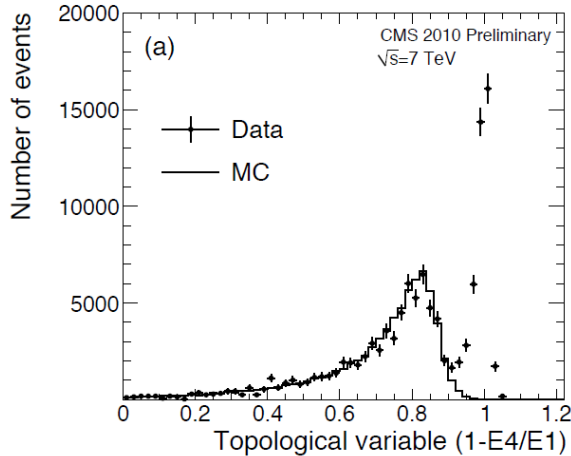 20000
15000
10000
5000
Number of events
(a)
CMS 2010 Preliminary
√s=7 TeV
Data
MC
0 0.2 0.4 0.6 0.8 1 1.2
Topological variable (1-E4/E1)